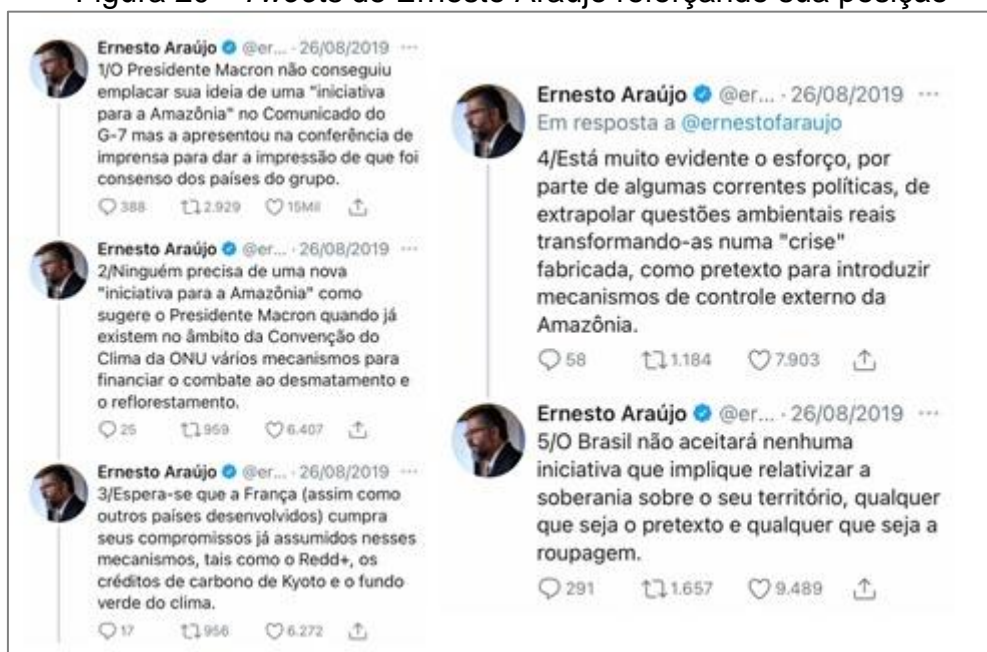 Ernesto Araújo @er... · 26/08/2019 ···
1/O Presidente Macron não conseguiu
emplacar sua ideia de uma "iniciativa
para a Amazônia" no Comunicado do
G-7 mas a apresentou na conferência de
imprensa para dar a impressão de que foi
consenso dos países do grupo.
388 2.929 15Mil
Ernesto Araújo @er... · 26/08/2019 ···
2/Ninguém precisa de uma nova
"iniciativa para a Amazônia" como
sugere o Presidente Macron quando já
existem no âmbito da Convenção do
Clima da ONU vários mecanismos para
financiar o combate ao desmatamento e
o reflorestamento.
25 959 6.407
Ernesto Araújo @er... · 26/08/2019 ···
3/Espera-se que a França (assim como
outros países desenvolvidos) cumpra
seus compromissos já assumidos nesses
mecanismos, tais como o Redd+, os
créditos de carbono de Kyoto e o fundo
verde do clima.
17 956 6.272
Ernesto Araújo @er... · 26/08/2019 ···
Em resposta a @ernestofaraujo
4/Está muito evidente o esforço, por
parte de algumas correntes políticas, de
extrapolar questões ambientais reais
transformando-as numa "crise"
fabricada, como pretexto para introduzir
mecanismos de controle externo da
Amazônia.
58 1.184 7.903
Ernesto Araújo @er... · 26/08/2019 ···
5/O Brasil não aceitará nenhuma
iniciativa que implique relativizar a
soberania sobre o seu território, qualquer
que seja o pretexto e qualquer que seja a
roupagem.
291 1.657 9.489